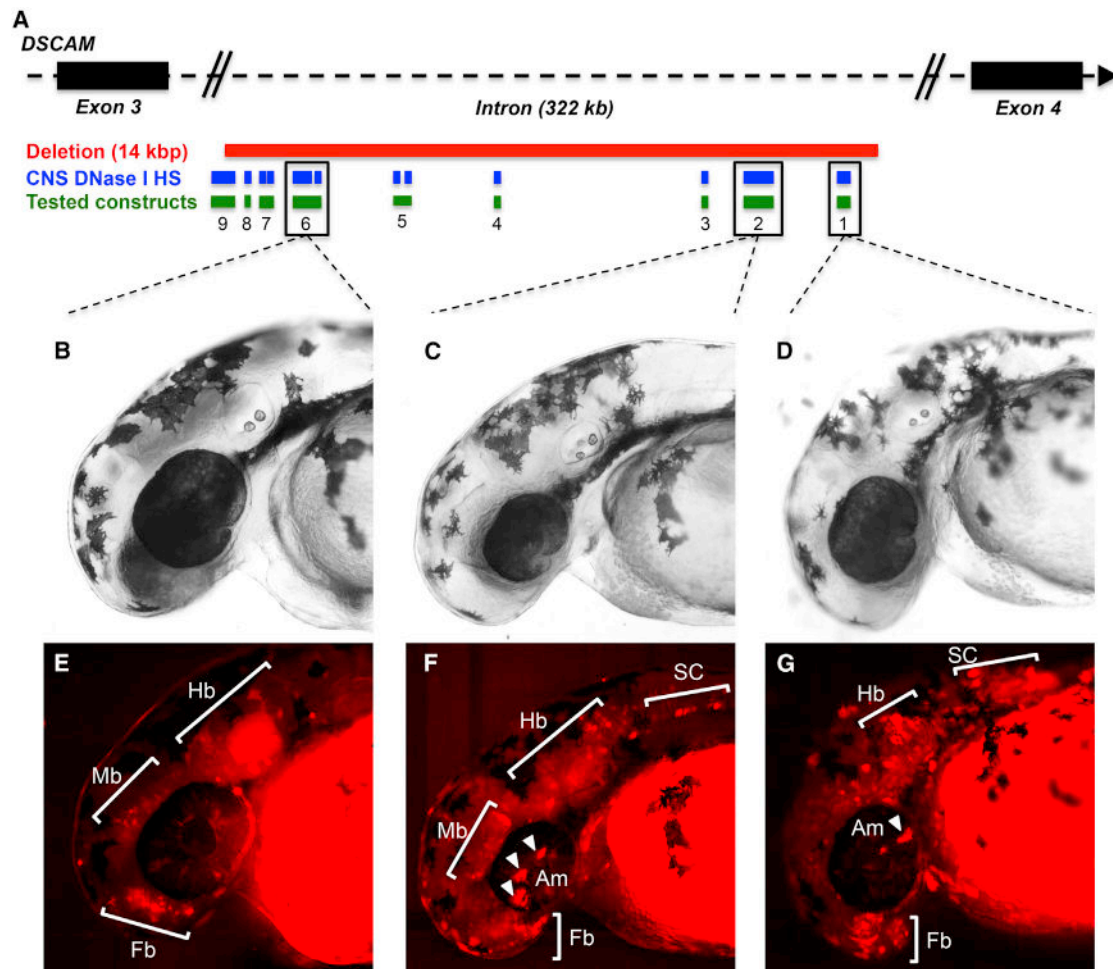 A
DSCAM
Exon 3
Intron (322 kb)
Exon 4
Deletion (14 kbp)
CNS DNase I HS
Tested constructs
9 8 7 6 5 4 3 2 1
B
C
D
E
Hb
Mb
Fb
F
SC
Hb
Mb
Am
Fb
G
SC
Hb
Am
Fb